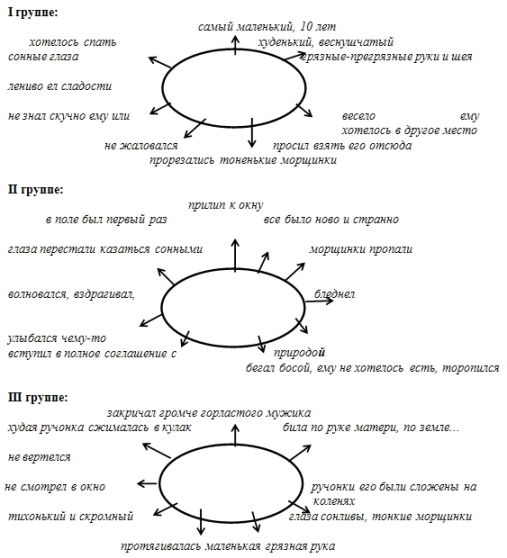 I группе:
самый маленький, 10 лет
хотелось спать худенький, веснушчатый
сонные глаза грязные-прегрязные руки и шея
лениво ел сладости
не знал скучно ему или весело ему
хотелось в другое место
не жаловался просил взять его отсюда
прорезались тоненькие морщинки
II группе:
прилип к окну
в поле был первый раз все было ново и странно
глаза перестали казаться сонными морщинки пропали
волновался, вздрагивал, бледнел
улыбался чему-то
вступил в полное соглашение с природой
бегал босой, ему не хотелось есть, торопился
III группе:
закричал громче горластого мужика
худая ручонка сжималась в кулак била по руке матери, по земле...
не вертелся
не смотрел в окно ручонки его были сложены на
коленях
тихонький и скромный глаза сонливы, тонкие морщинки
протягивалась маленькая грязная рука